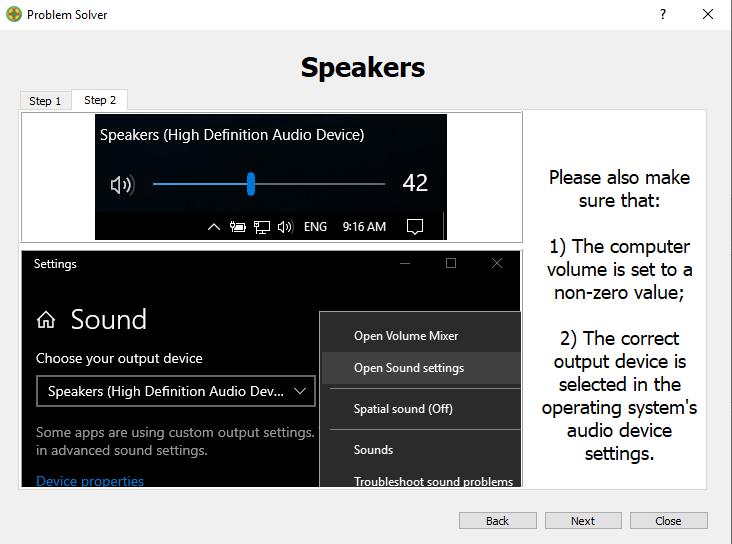 Problem Solver
?
Speakers
Step 1
Step 2
Speakers (High Definition Audio Device)
42
ENG
9:16 AM
Settings
Sound
Choose your output device
Speakers (High Definition Audio Dev...
Some apps are using custom output settings.
in advanced sound settings.
Device properties
Open Volume Mixer
Open Sound settings
Spatial sound (Off)
Sounds
Troubleshoot sound problems
Please also make
sure that:
1) The computer
volume is set to a
non-zero value;
2) The correct
output device is
selected in the
operating system's
audio device
settings.
Back
Next
Close